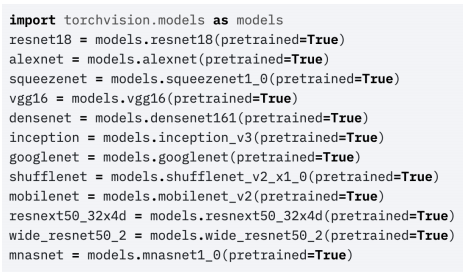 import torchvision.models as models
resnet18 = models.resnet18(pretrained=True)
alexnet = models.alexnet(pretrained=True)
squeezenet = models.squeezenet1_0(pretrained=True)
vgg16 = models.vgg16(pretrained=True)
densenet = models.densenet161(pretrained=True)
inception = models.inception_v3(pretrained=True)
googlenet = models.googlenet(pretrained=True)
shufflenet = models.shufflenet_v2_x1_0(pretrained=True)
mobilenet = models.mobilenet_v2(pretrained=True)
resnext50_32x4d = models.resnext50_32x4d(pretrained=True)
wide_resnet50_2 = models.wide_resnet50_2(pretrained=True)
mnasnet = models.mnasnet1_0(pretrained=True)